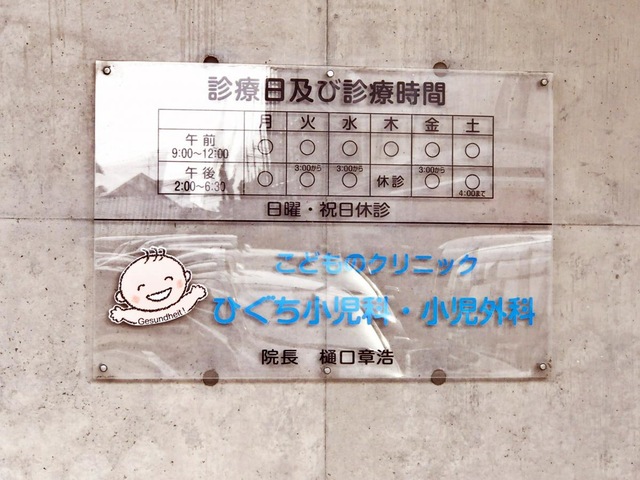 診療日及び診療時間
月 火 水 木 金 土
午前 9:00~12:00 ○ ○ ○ ○ ○ ○
3:00から 3:00から 3:00から
午後 2:00~6:30 ○ ○ ○ 休診 ○ ○
4:00まで
日曜・祝日休診
こどものクリニック
ひぐち小児科・小児外科
Gesundheit!
院長 樋口章浩